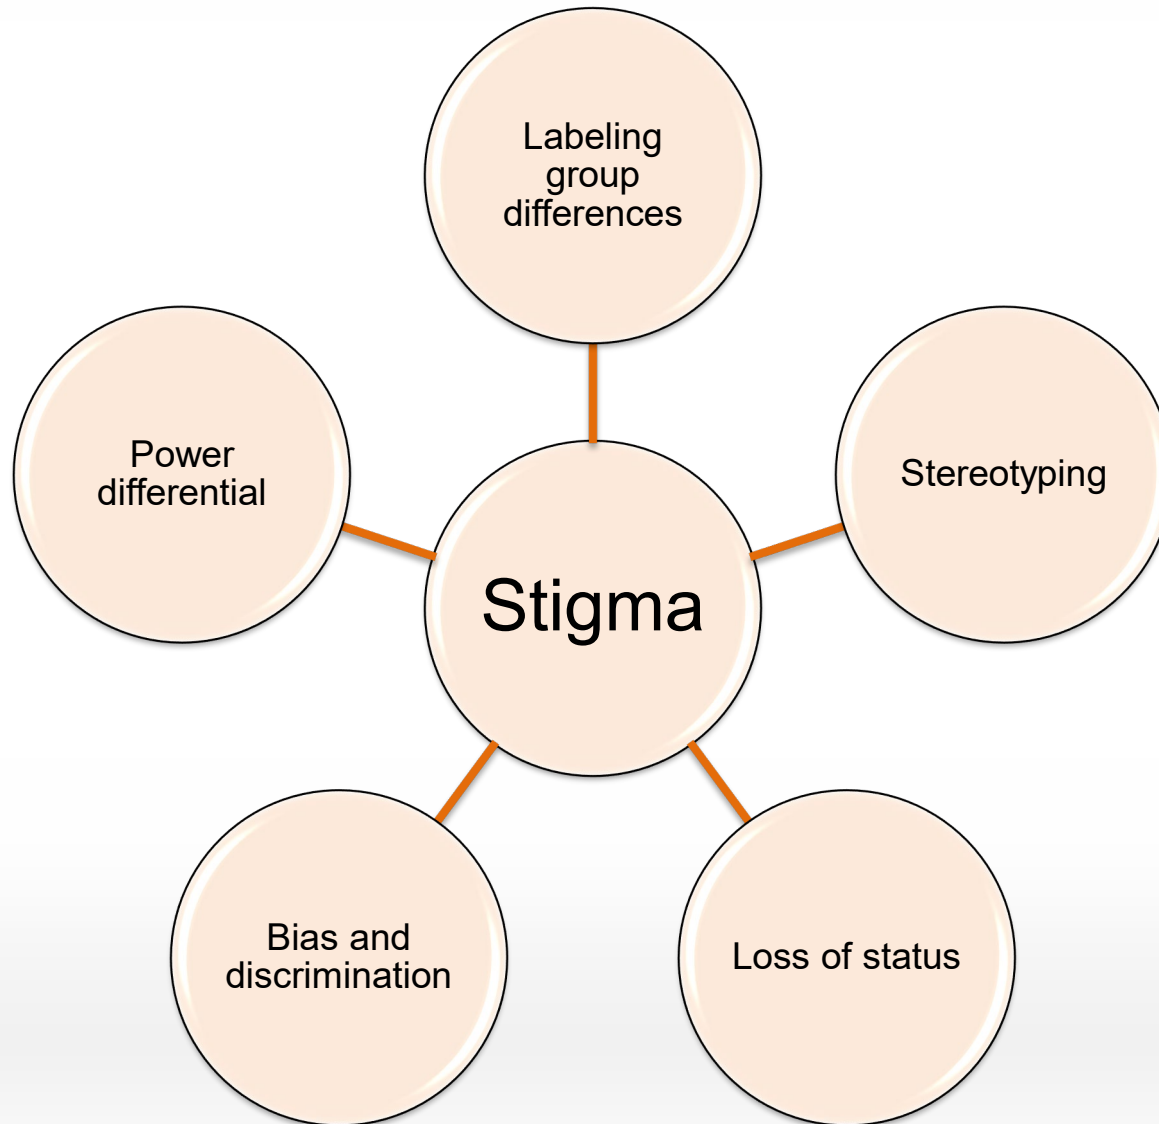 Labeling
group
differences
Power
differential
Stereotyping
Stigma
Bias and
discrimination
Loss of status